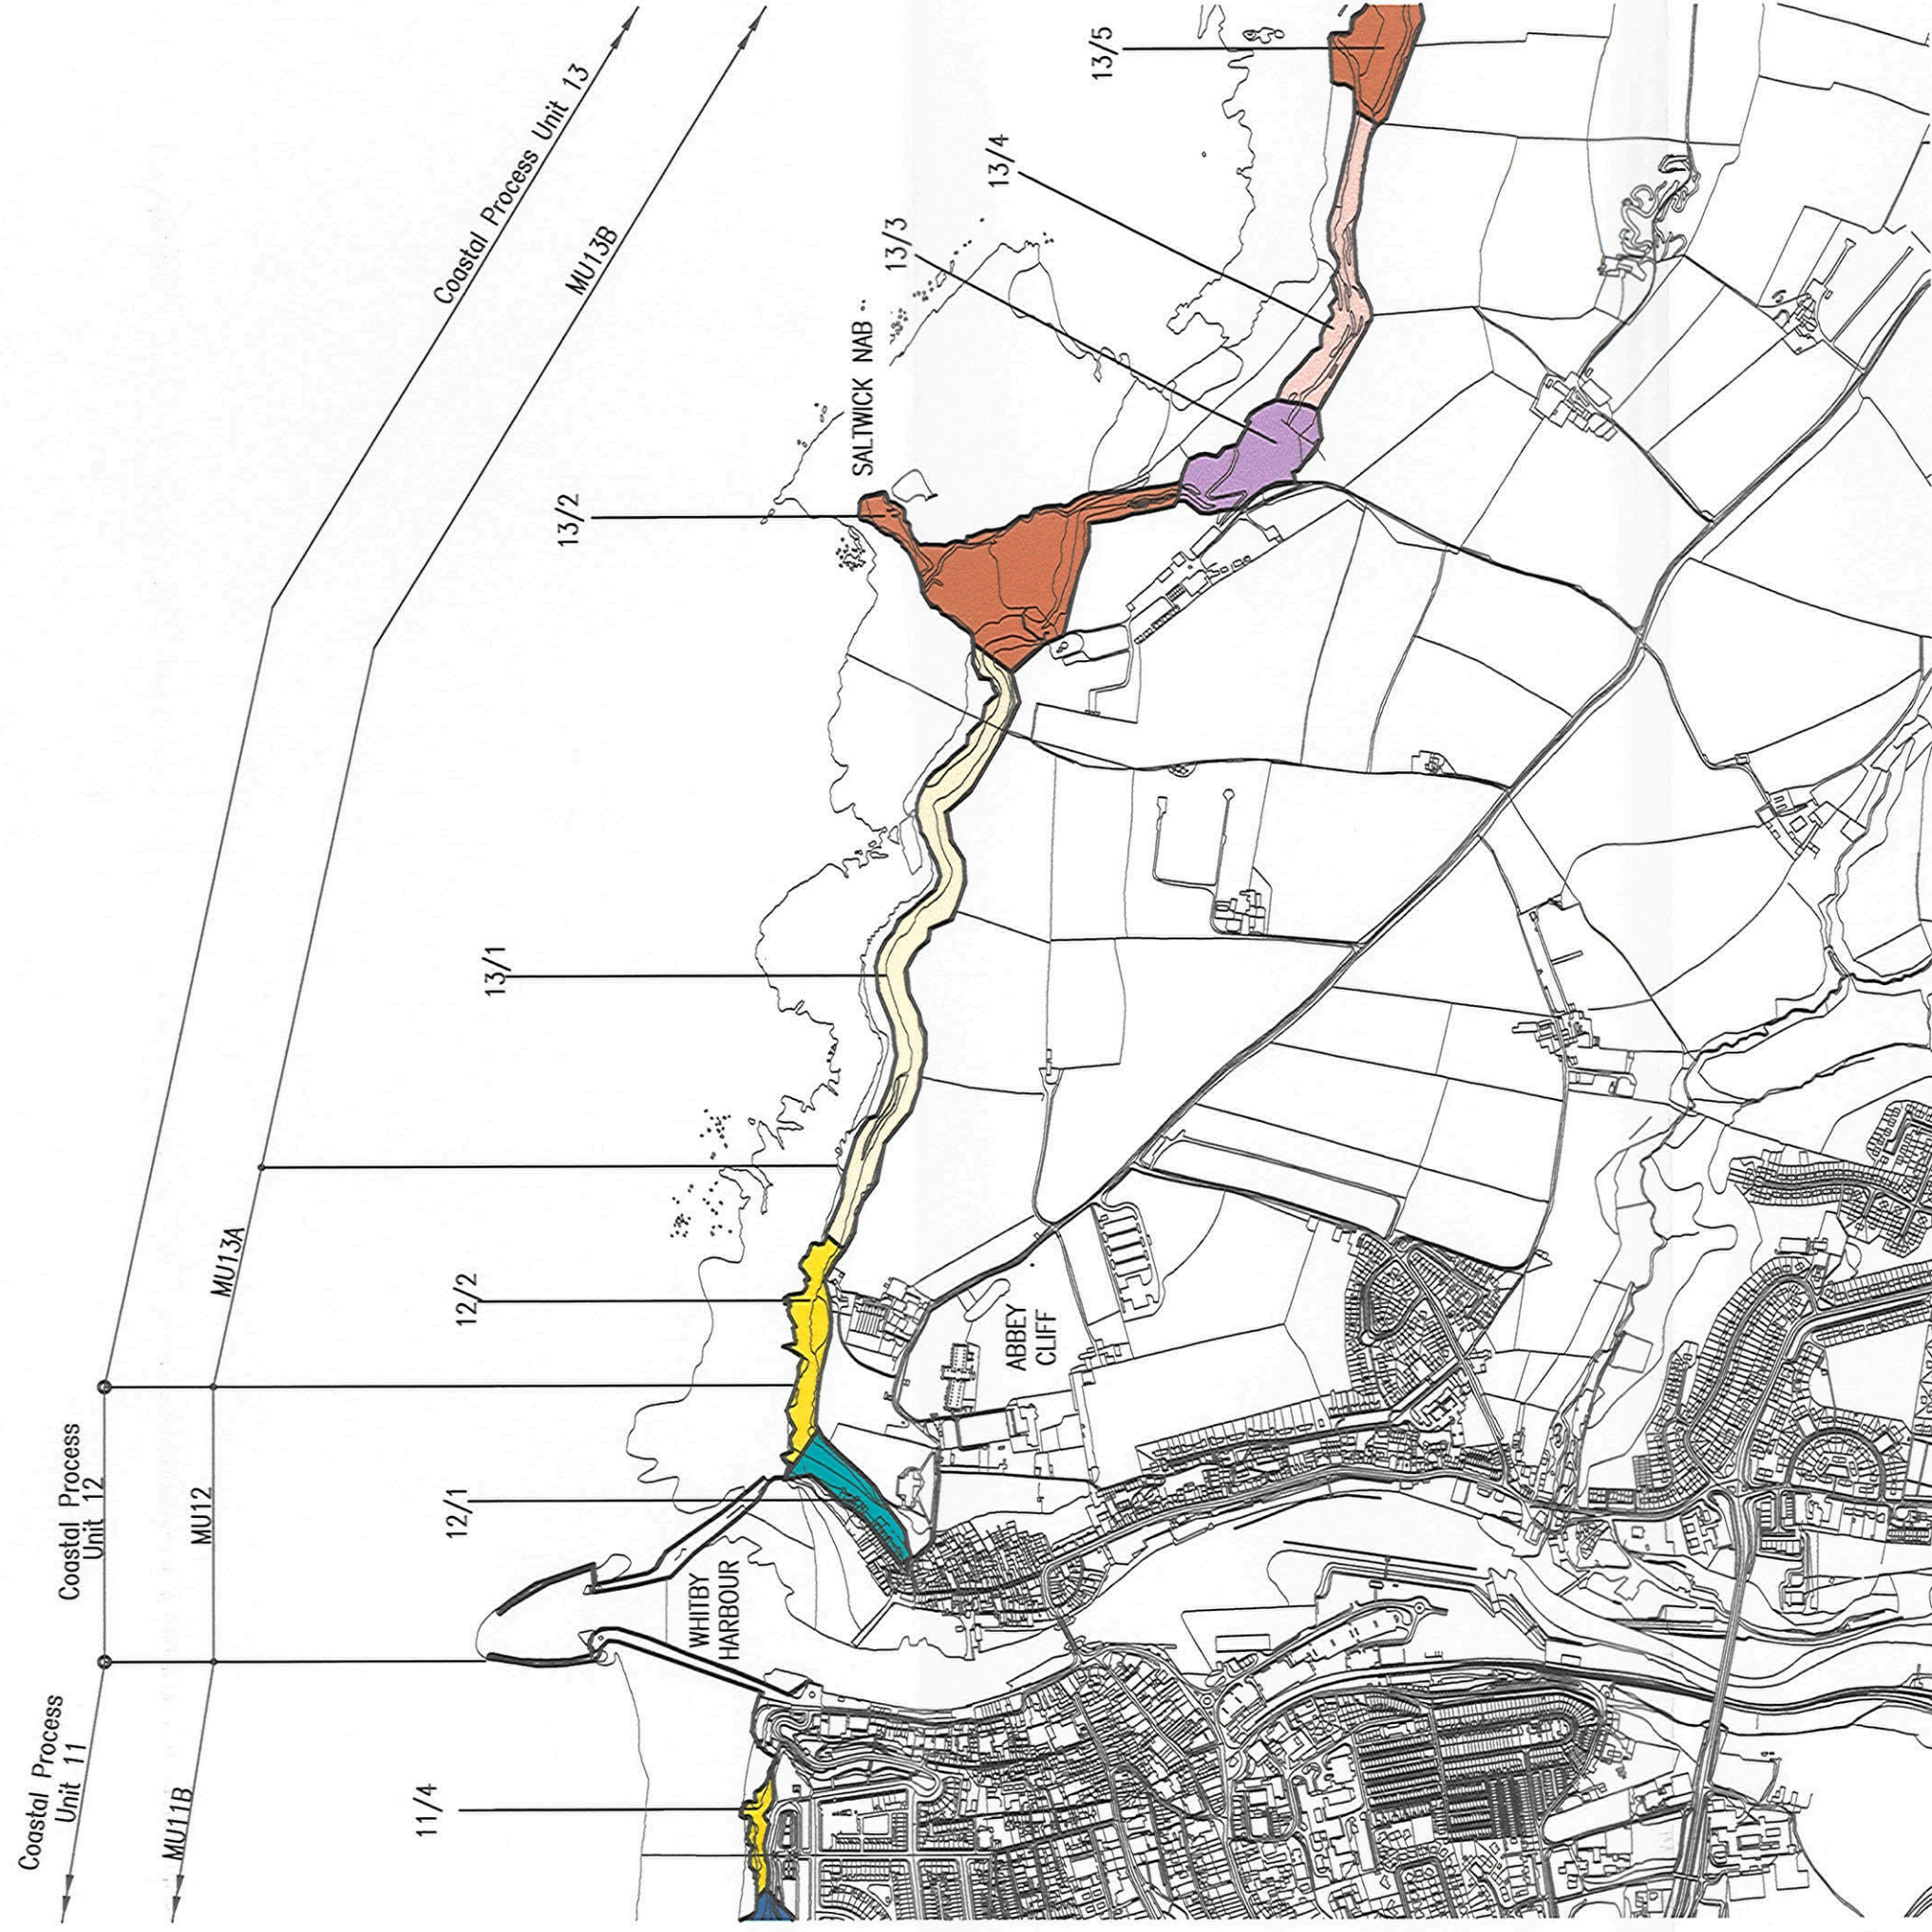 Coastal Process Unit 13
MU13B
13/5
13/4
13/3
SALTWICK NAB
13/2
13/1
MU13A
12/2
ABBEY
CLIFF
Coastal Process
Unit 12
MU12
12/1
WHITBY
HARBOUR
Coastal Process
Unit 11
MU11B
11/4